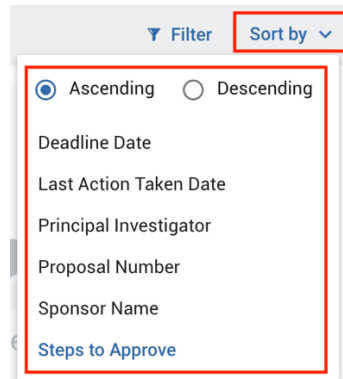 Filter Sort by
Ascending Descending
Deadline Date
Last Action Taken Date
Principal Investigator
Proposal Number
Sponsor Name
Steps to Approve